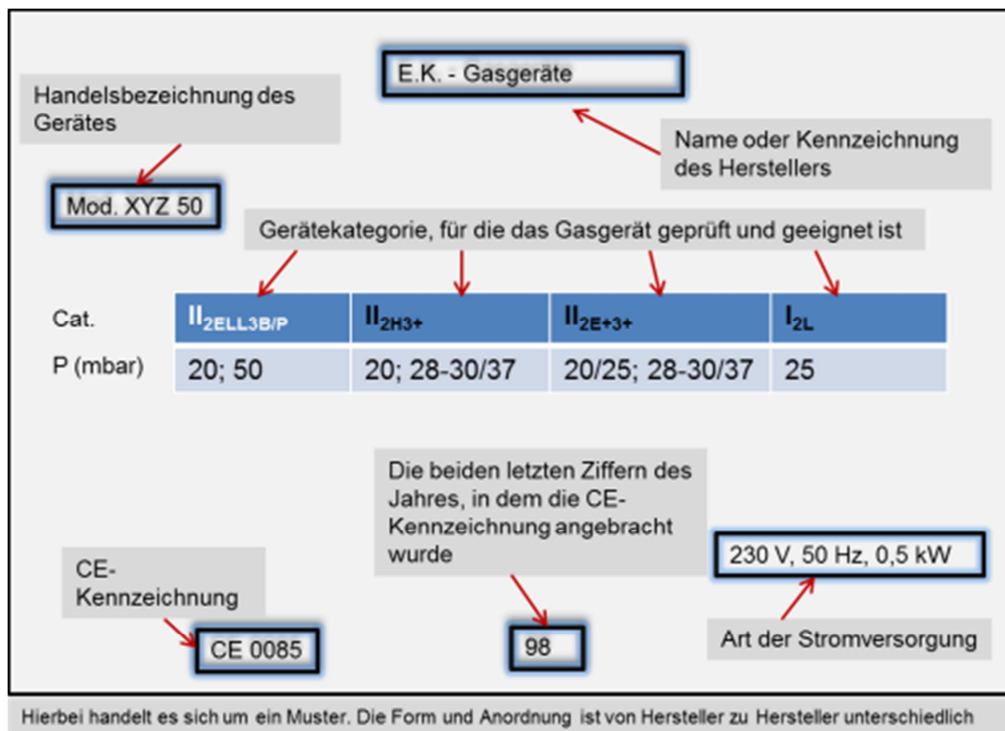 E.K. - Gasgeräte
Handelsbezeichnung des
Gerätes
Name oder Kennzeichnung
des Herstellers
Mod. XYZ 50
Gerätekategorie, für die das Gasgerät geprüft und geeignet ist
Cat. II2ELL3B/P II2H3+ II2E+3+ I2L
P (mbar) 20; 50 20; 28-30/37 20/25; 28-30/37 25
Die beiden letzten Ziffern des
Jahres, in dem die CE-
Kennzeichnung angebracht
wurde
230 V, 50 Hz, 0,5 kW
CE-
Kennzeichnung
Art der Stromversorgung
CE 0085
98
Hierbei handelt es sich um ein Muster. Die Form und Anordnung ist von Hersteller zu Hersteller unterschiedlich